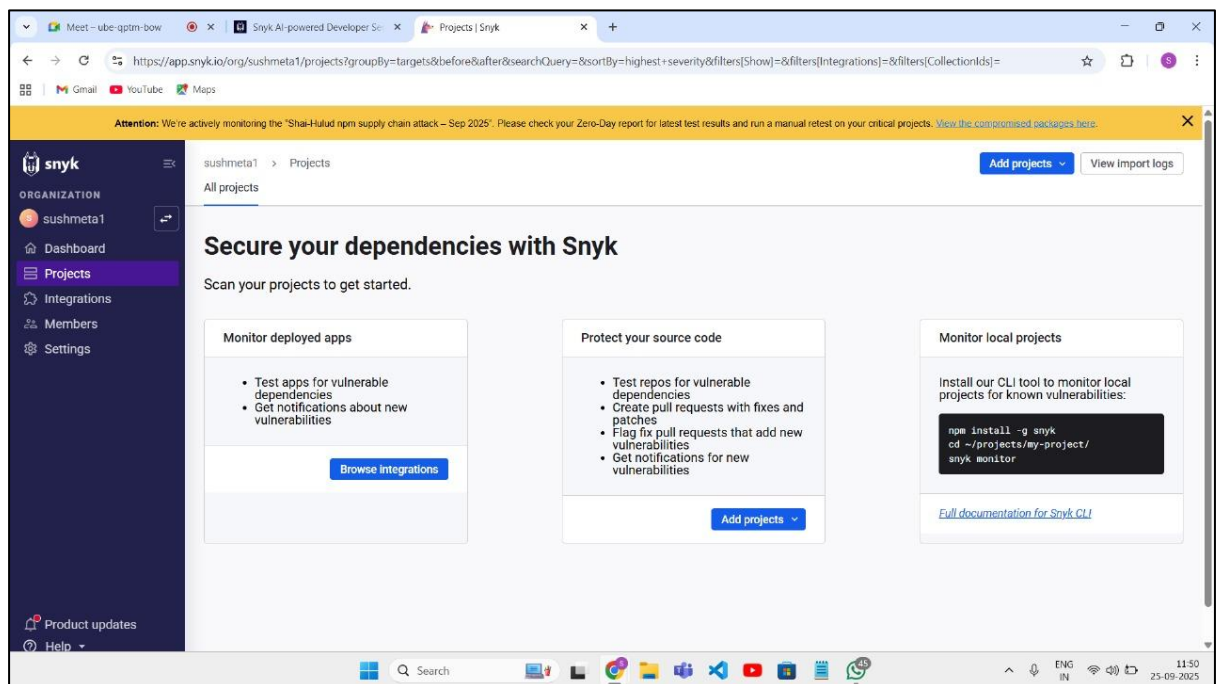 Meet – ube-qptm-bow
Snyk AI-powered Developer Se
Projects | Snyk
https://app.snyk.io/org/sushmeta1/projects?groupBy=targets&before&after&searchQuery=&sortBy=highest+severity&filters[Show]=&filters[Integrations]=&filters[CollectionIds]=
S
Gmail
YouTube
Maps
Attention: We're actively monitoring the "Shai-Hulud npm supply chain attack – Sep 2025". Please check your Zero-Day report for latest test results and run a manual retest on your critical projects. View the compromised packages here.
snyk
ORGANIZATION
S sushmeta1
Dashboard
Projects
Integrations
Members
Settings
Product updates
Help
sushmeta1 > Projects
Add projects
View import logs
All projects
Secure your dependencies with Snyk
Scan your projects to get started.
Monitor deployed apps
• Test apps for vulnerable
dependencies
• Get notifications about new
vulnerabilities
Browse integrations
Protect your source code
• Test repos for vulnerable
dependencies
• Create pull requests with fixes and
patches
• Flag fix pull requests that add new
vulnerabilities
• Get notifications for new
vulnerabilities
Add projects
Monitor local projects
Install our CLI tool to monitor local
projects for known vulnerabilities:
npm install -g snyk
cd ~/projects/my-project/
snyk monitor
Full documentation for Snyk CLI
Search
45
ENG
IN
11:50
25-09-2025